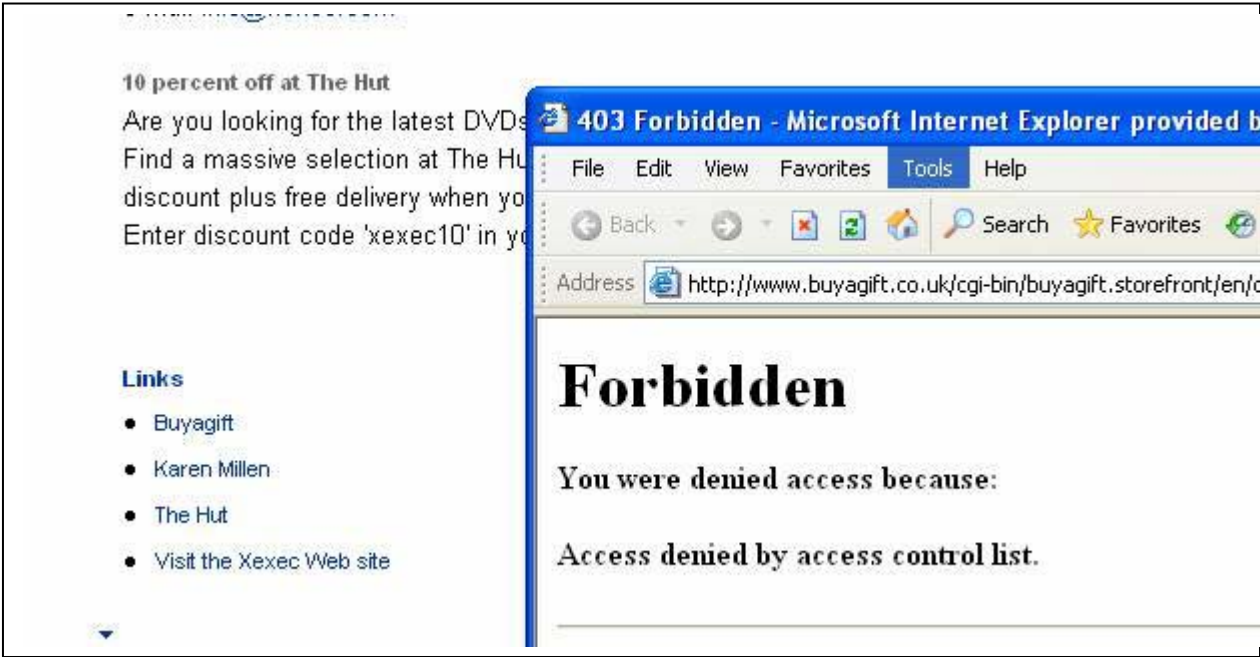 10 percent off at The Hut
Are you looking for the latest DVDs
Find a massive selection at The Hu
discount plus free delivery when yo
Enter discount code 'xexec10' in yo
Links
Buyagift
Karen Millen
The Hut
Visit the Xexec Web site
403 Forbidden - Microsoft Internet Explorer provided b
File Edit View Favorites Tools Help
Back Search Favorites
Address http://www.buyagift.co.uk/cgi-bin/buyagift.storefront/en/
Forbidden
You were denied access because:
Access denied by access control list.